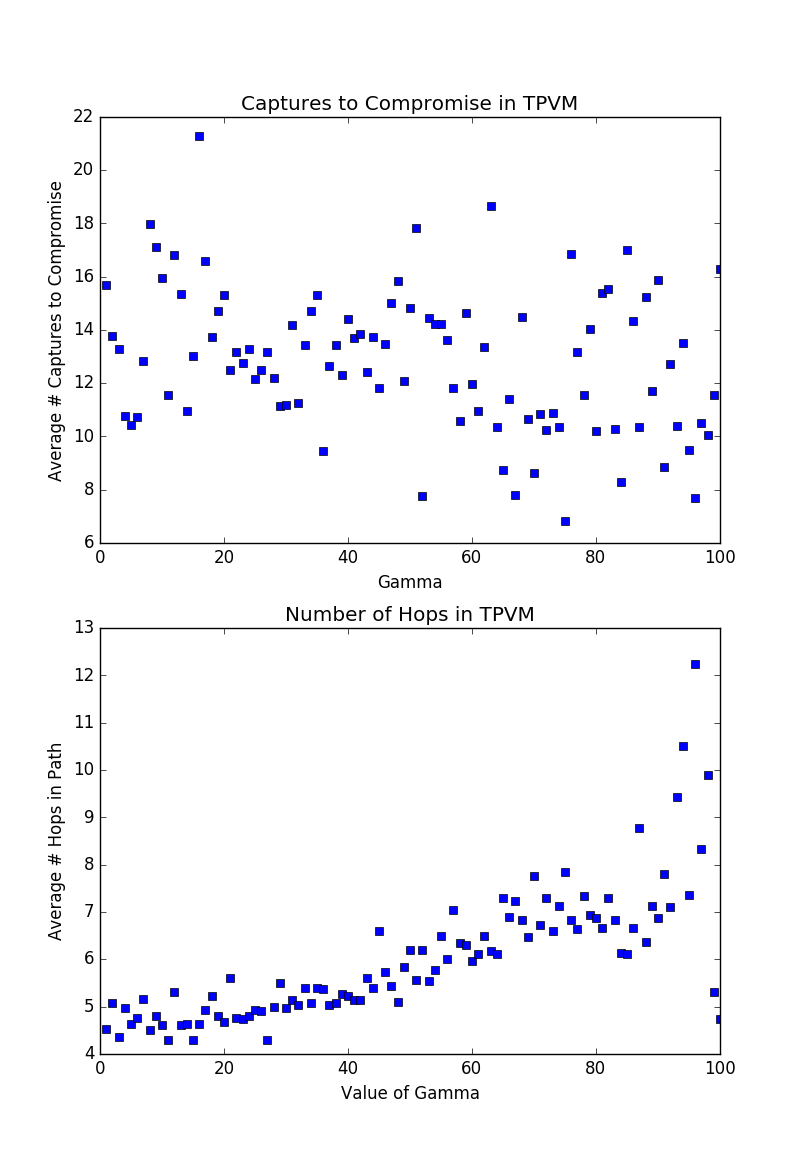 Captures to Compromise in TPVM
22
20
18
16
14
12
10
8
6
Average # Captures to Compromise
0 20 40 60 80 100
Gamma
Number of Hops in TPVM
13
12
11
10
9
8
7
6
5
4
Average # Hops in Path
0 20 40 60 80 100
Value of Gamma